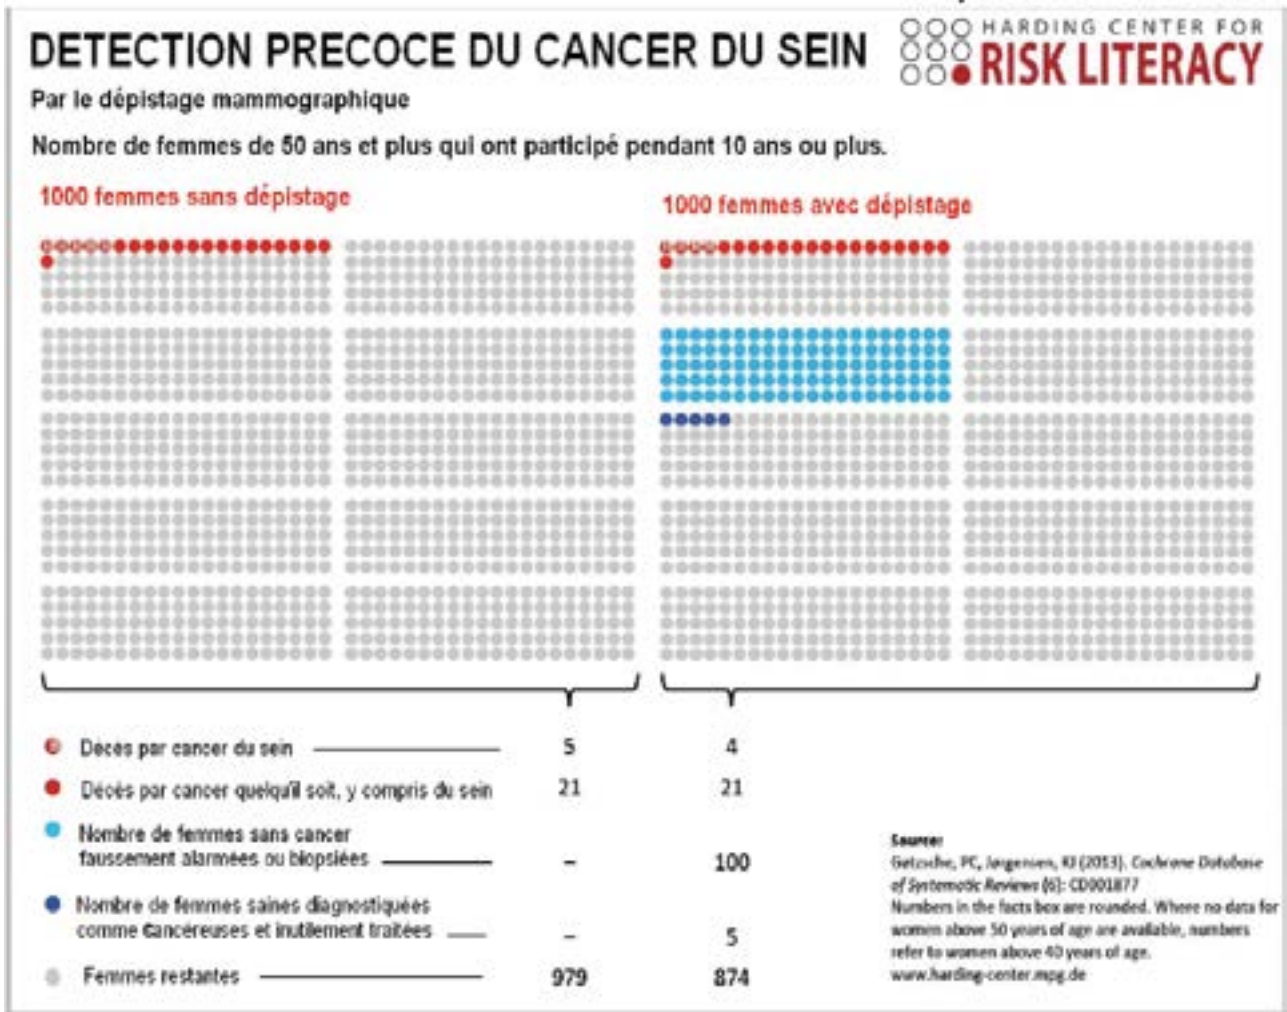 DETECTION PRECOCE DU CANCER DU SEIN
HARDING CENTER FOR
RISK LITERACY
Par le dépistage mammographique
Nombre de femmes de 50 ans et plus qui ont participé pendant 10 ans ou plus.
1000 femmes sans dépistage
1000 femmes avec dépistage
Décès par cancer du sein 5 4
Décès par cancer quelqu'il soit, y compris du sein 21 21
Nombre de femmes sans cancer
faussement alarmées ou biopsiées – 100
Nombre de femmes saines diagnostiquées
comme cancéreuses et inutilement traitées – 5
Femmes restantes 979 874
Source:
Gøtzsche, PC, Jørgensen, KJ (2013). Cochrane Database
of Systematic Reviews (6): CD001877
Numbers in the facts box are rounded. Where no data for
women above 50 years of age are available, numbers
refer to women above 40 years of age.
www.harding-center.mpg.de